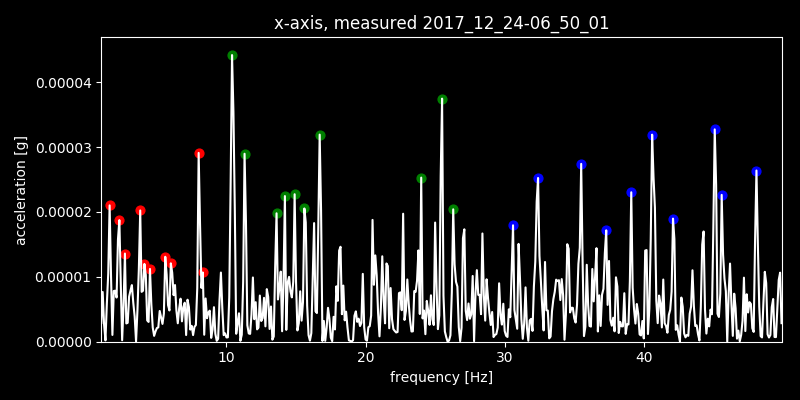 x-axis, measured 2017_12_24-06_50_01
0.00004
0.00003
0.00002
0.00001
0.00000
acceleration [g]
10 20 30 40
frequency [Hz]